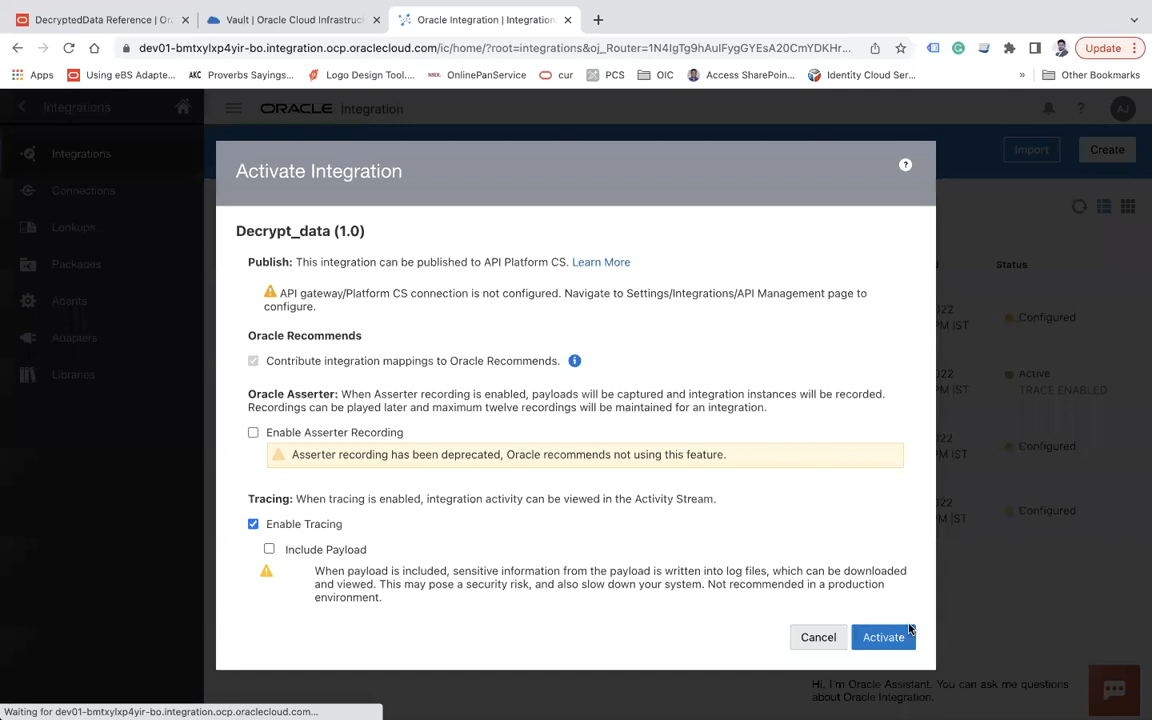 DecryptedData Reference | Or
Vault | Oracle Cloud Infrastruc
Oracle Integration | Integration
dev01-bmtxylxp4yir-bo.integration.ocp.oraclecloud.com/ic/home/?root=integrations&oj_Router=1N4IgTg9hAulFygGYEsA20CmYDKHr...
Update
Apps
Using eBS Adapte...
AKC
Proverbs Sayings...
Logo Design Tool....
OnlinePanService
cur
PCS
OIC
Access SharePoin...
Identity Cloud Ser...
»
Other Bookmarks
Integrations
ORACLE Integration
AJ
Integrations
Connections
Lookups
Packages
Agents
Adapters
Libraries
Import
Create
Activate Integration
?
Decrypt_data (1.0)
Publish: This integration can be published to API Platform CS. Learn More
API gateway/Platform CS connection is not configured. Navigate to Settings/Integrations/API Management page to
configure.
Oracle Recommends
Contribute integration mappings to Oracle Recommends.
Oracle Asserter: When Asserter recording is enabled, payloads will be captured and integration instances will be recorded.
Recordings can be played later and maximum twelve recordings will be maintained for an integration.
Enable Asserter Recording
Asserter recording has been deprecated, Oracle recommends not using this feature.
Tracing: When tracing is enabled, integration activity can be viewed in the Activity Stream.
Enable Tracing
Include Payload
When payload is included, sensitive information from the payload is written into log files, which can be downloaded
and viewed. This may pose a security risk, and also slow down your system. Not recommended in a production
environment.
Cancel
Activate
d
Status
2022
PM IST
Configured
2022
PM IST
Active
TRACE ENABLED
2022
PM IST
Configured
2022
PM IST
Configured
Hi, I'm Oracle Assistant. You can ask me questions
about Oracle Integration.
Waiting for dev01-bmtxylxp4yir-bo.integration.ocp.oraclecloud.com...